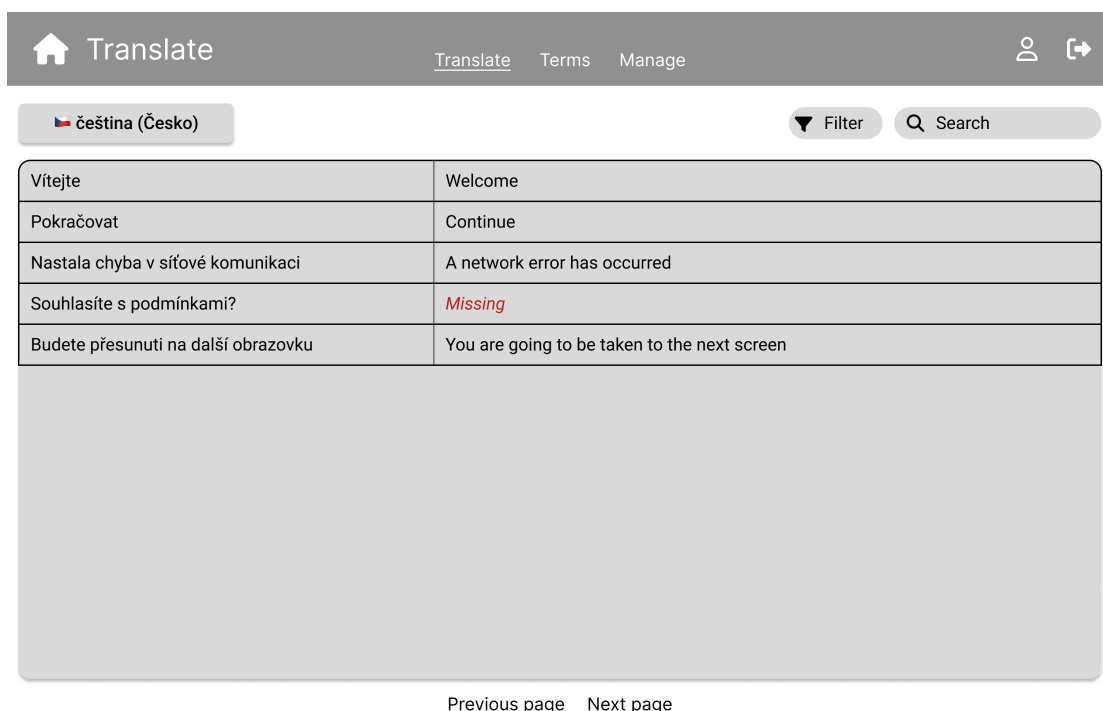 Translate
Translate Terms Manage
čeština (Česko)
Filter
Search
Vítejte
Welcome
Pokračovat
Continue
Nastala chyba v síťové komunikaci
A network error has occurred
Souhlasíte s podmínkami?
Missing
Budete přesunuti na další obrazovku
You are going to be taken to the next screen
Previous page Next page